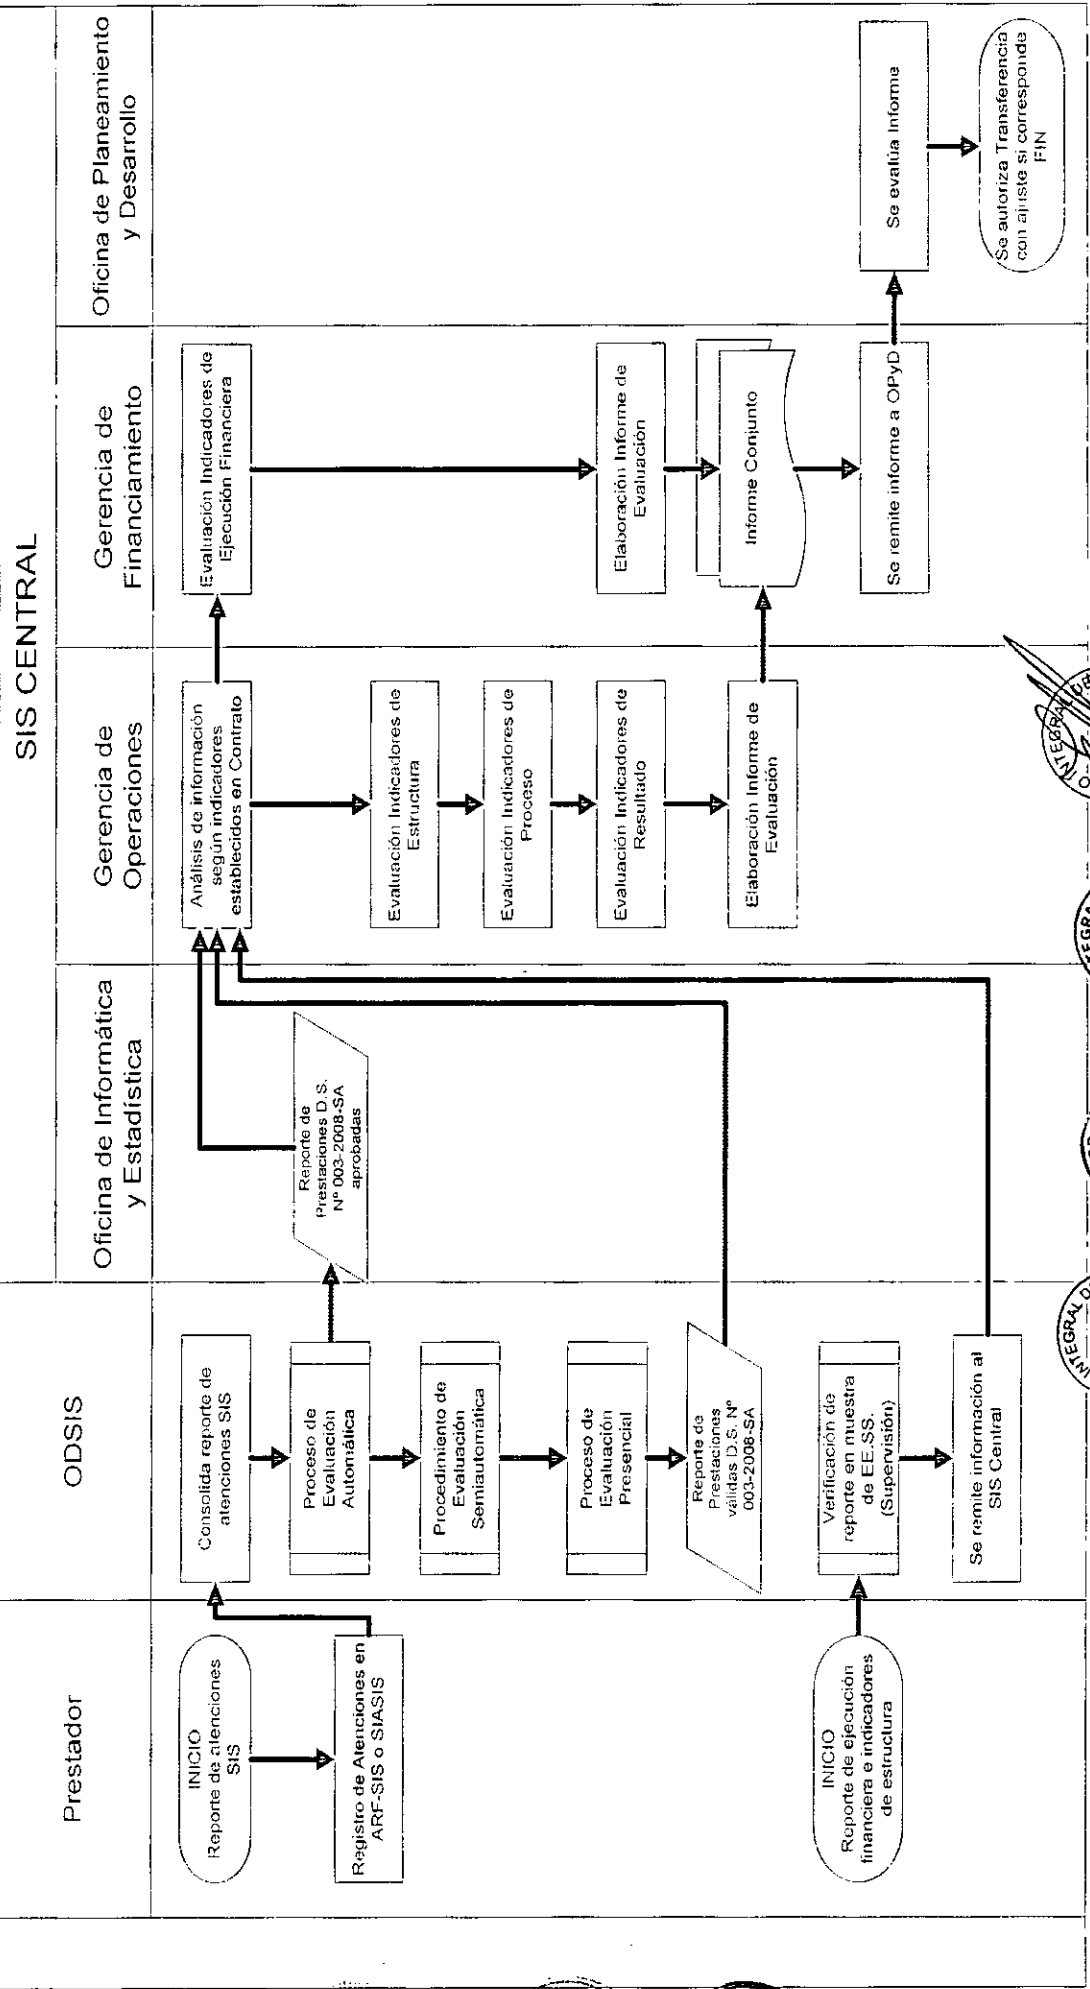 SIS CENTRAL
Prestador
ODSIS
Oficina de Informática
y Estadística
Gerencia de
Operaciones
Gerencia de
Financiamiento
Oficina de Planeamiento
y Desarrollo
INICIO
Reporte de atenciones
SIS
Registro de Atenciones en
ARF-SIS o SIASIS
INICIO
Reporte de ejecución
financiera e indicadores
de estructura
Consolida reporte de
atenciones SIS
Proceso de
Evaluación
Automática
Procedimiento de
Evaluación
Semiautomática
Proceso de
Evaluación
Presencial
Reporte de
Prestaciones
válidas D.S. Nº
003-2008-SA
Verificación de
reporte en muestra
de EE.SS.
(Supervisión)
Se remite información al
SIS Central
Reporte de
Prestaciones D.S.
Nº 003-2008-SA
aprobadas
Análisis de información
según indicadores
establecidos en Contrato
Evaluación Indicadores de
Estructura
Evaluación Indicadores de
Proceso
Evaluación Indicadores de
Resultado
Elaboración Informe de
Evaluación
Evaluación Indicadores de
Ejecución Financiera
Elaboración Informe de
Evaluación
Informe Conjunto
Se remite informe a OPyD
Se evalúa Informe
Se autoriza Transferencia
con ajuste si corresponde
FIN
INTEGRAL
INTEGRAL